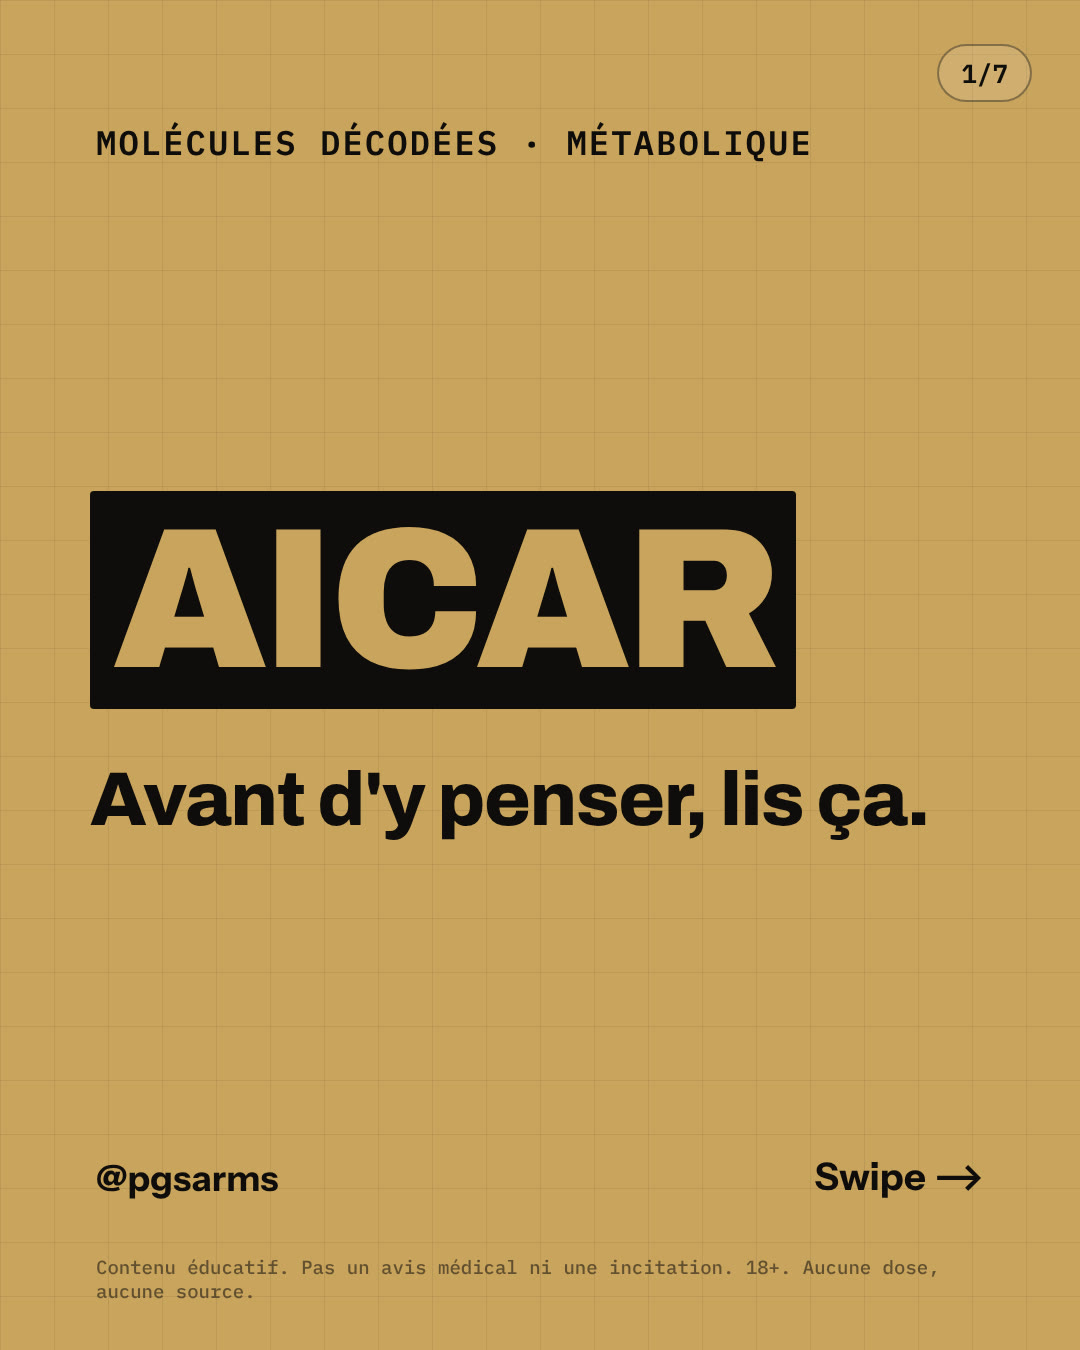 1/7
MOLÉCULES DÉCODÉES · MÉTABOLIQUE
AICAR
Avant d'y penser, lis ça.
@pgsarms
Swipe →
Contenu éducatif. Pas un avis médical ni une incitation. 18+. Aucune dose,
aucune source.